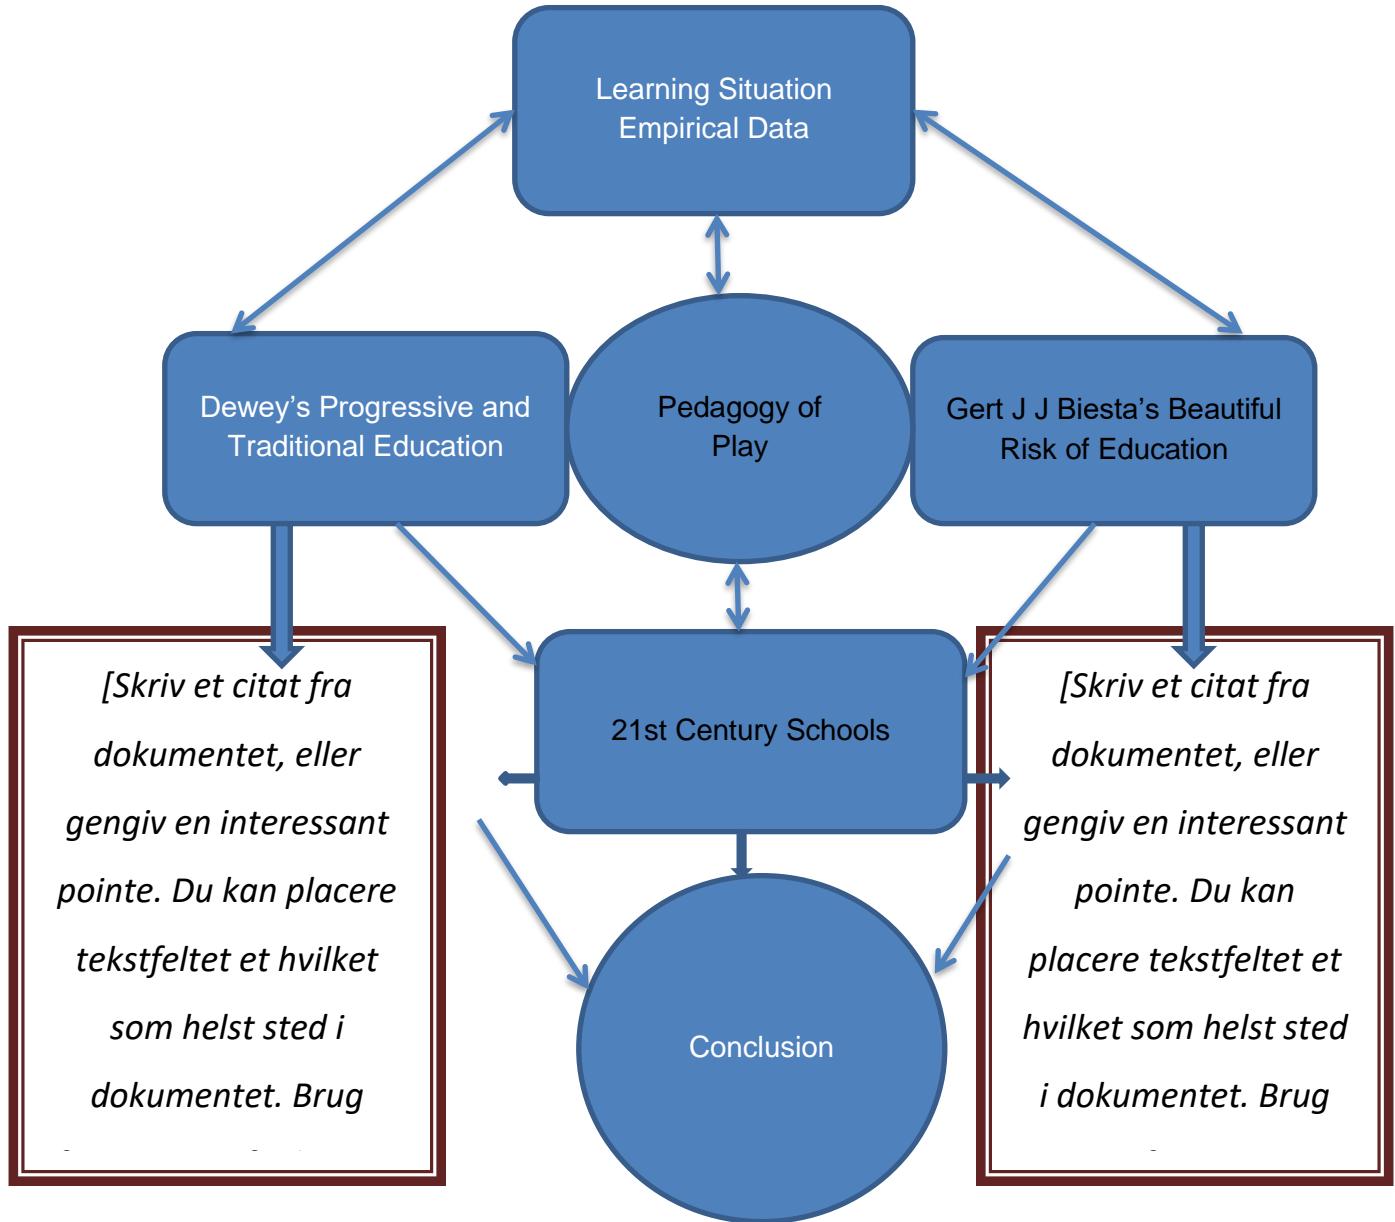 Learning Situation
Empirical Data
Dewey’s Progressive and
Traditional Education
Pedagogy of
Play
Gert J J Biesta’s Beautiful
Risk of Education
[Skriv et citat fra
dokumentet, eller
gengiv en interessant
pointe. Du kan placere
tekstfeltet et hvilket
som helst sted i
dokumentet. Brug
21st Century Schools
Conclusion
[Skriv et citat fra
dokumentet, eller
gengiv en interessant
pointe. Du kan
placere tekstfeltet et
hvilket som helst sted
i dokumentet. Brug